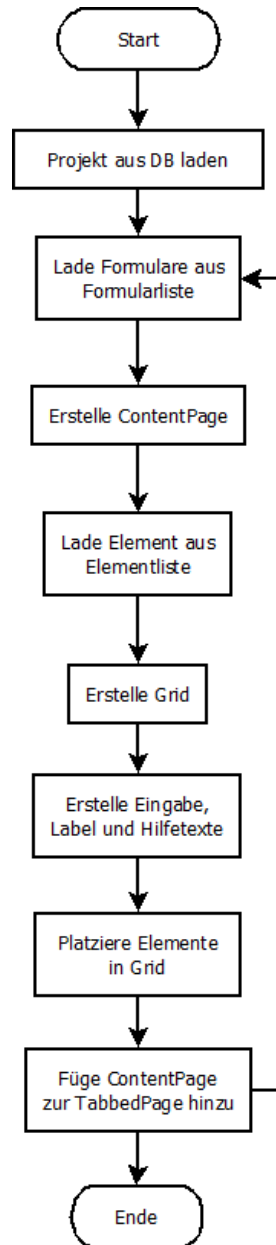 Start
Projekt aus DB laden
Lade Formulare aus
Formularliste
Erstelle ContentPage
Lade Element aus
Elementliste
Erstelle Grid
Erstelle Eingabe,
Label und Hilfetexte
Platziere Elemente
in Grid
Füge ContentPage
zur TabbedPage hinzu
Ende